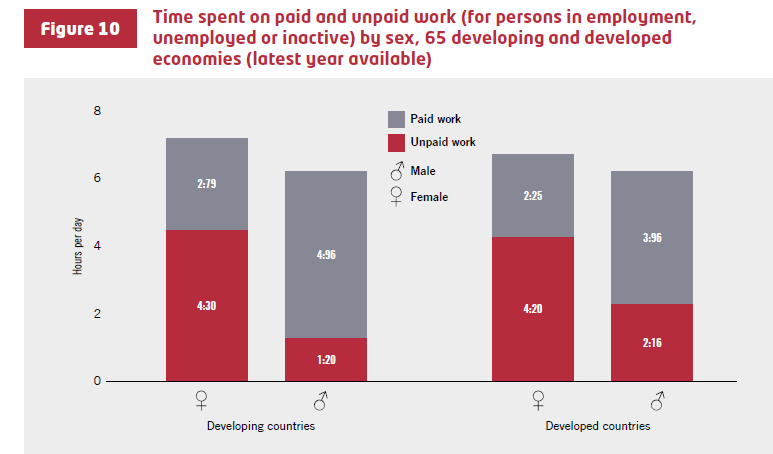 Figure 10
Time spent on paid and unpaid work (for persons in employment,
unemployed or inactive) by sex, 65 developing and developed
economies (latest year available)
8
6
4
2
0
Hours per day
Paid work
Unpaid work
♂ Male
♀ Female
2:79
4:30
4:96
1:20
2:25
4:20
3:96
2:16
♀ ♂ ♀ ♂
Developing countries
Developed countries